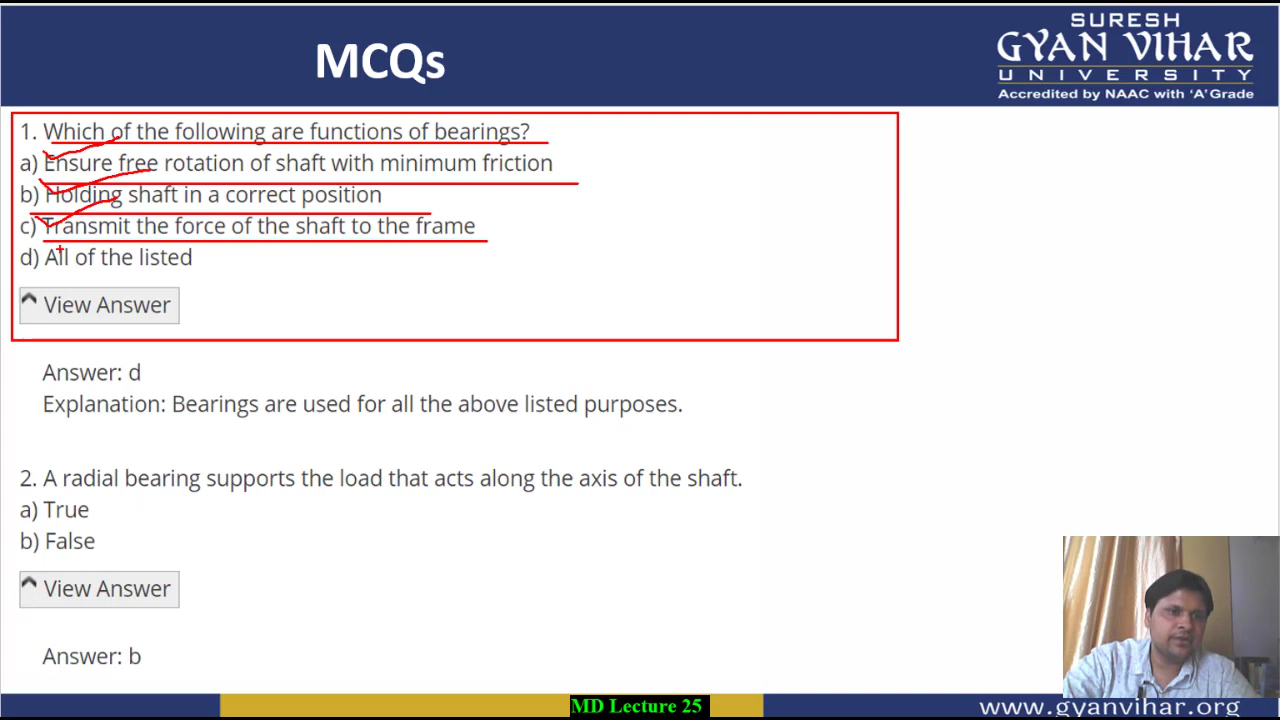 MCQs
SURESH
GYAN VIHAR
UNIVERSITY
Accredited by NAAC with 'A' Grade
1. Which of the following are functions of bearings?
a) Ensure free rotation of shaft with minimum friction
b) Holding shaft in a correct position
c) Transmit the force of the shaft to the frame
d) All of the listed
View Answer
Answer: d
Explanation: Bearings are used for all the above listed purposes.
2. A radial bearing supports the load that acts along the axis of the shaft.
a) True
b) False
View Answer
Answer: b
MD Lecture 25
www.gyanvihar.org